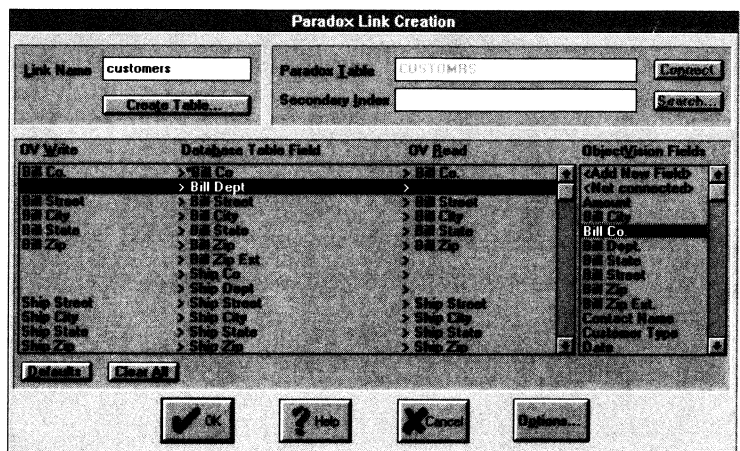 Paradox Link Creation
Link Name customers
Paradox Table CUSTOMRS Connect
Create Table...
Secondary Index Search...
OV Write Database Table Field OV Read ObjectVision Fields
Bill Co. > *Bill Co > Bill Co. <Add New Field>
> Bill Dept > <Not connected>
Bill Street > Bill Street > Bill Street Amount
Bill City > Bill City > Bill City Bill City
Bill State > Bill State > Bill State Bill Co.
Bill Zip > Bill Zip > Bill Zip Bill Dept.
> Bill Zip Ext > Bill State
> Ship Co > Bill Street
> Ship Dept > Bill Zip
Ship Street > Ship Street > Ship Street Bill Zip Ext.
Ship City > Ship City > Ship City Contact Name
Ship State > Ship State > Ship State Customer Type
Ship Zip > Ship Zip > Ship Zip Date
Defaults Clear All
OK ? Help Cancel Options...